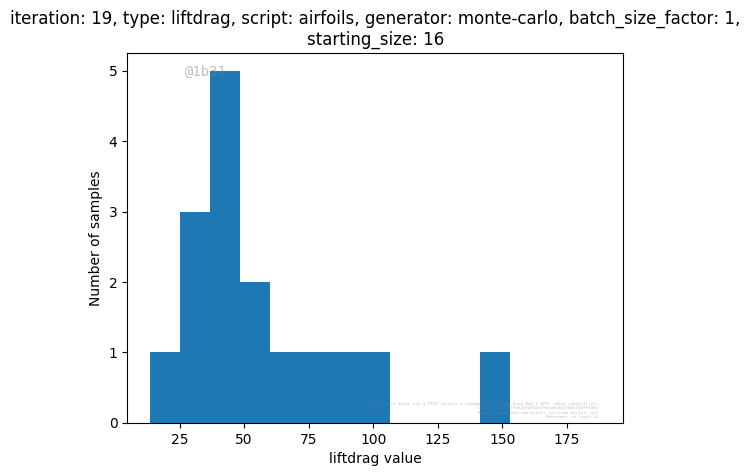 iteration: 19, type: liftdrag, script: airfoils, generator: monte-carlo, batch_size_factor: 1,
starting_size: 16
@1b31
5
4
3
2
1
0
Number of samples
25 50 75 100 125 150 175
liftdrag value